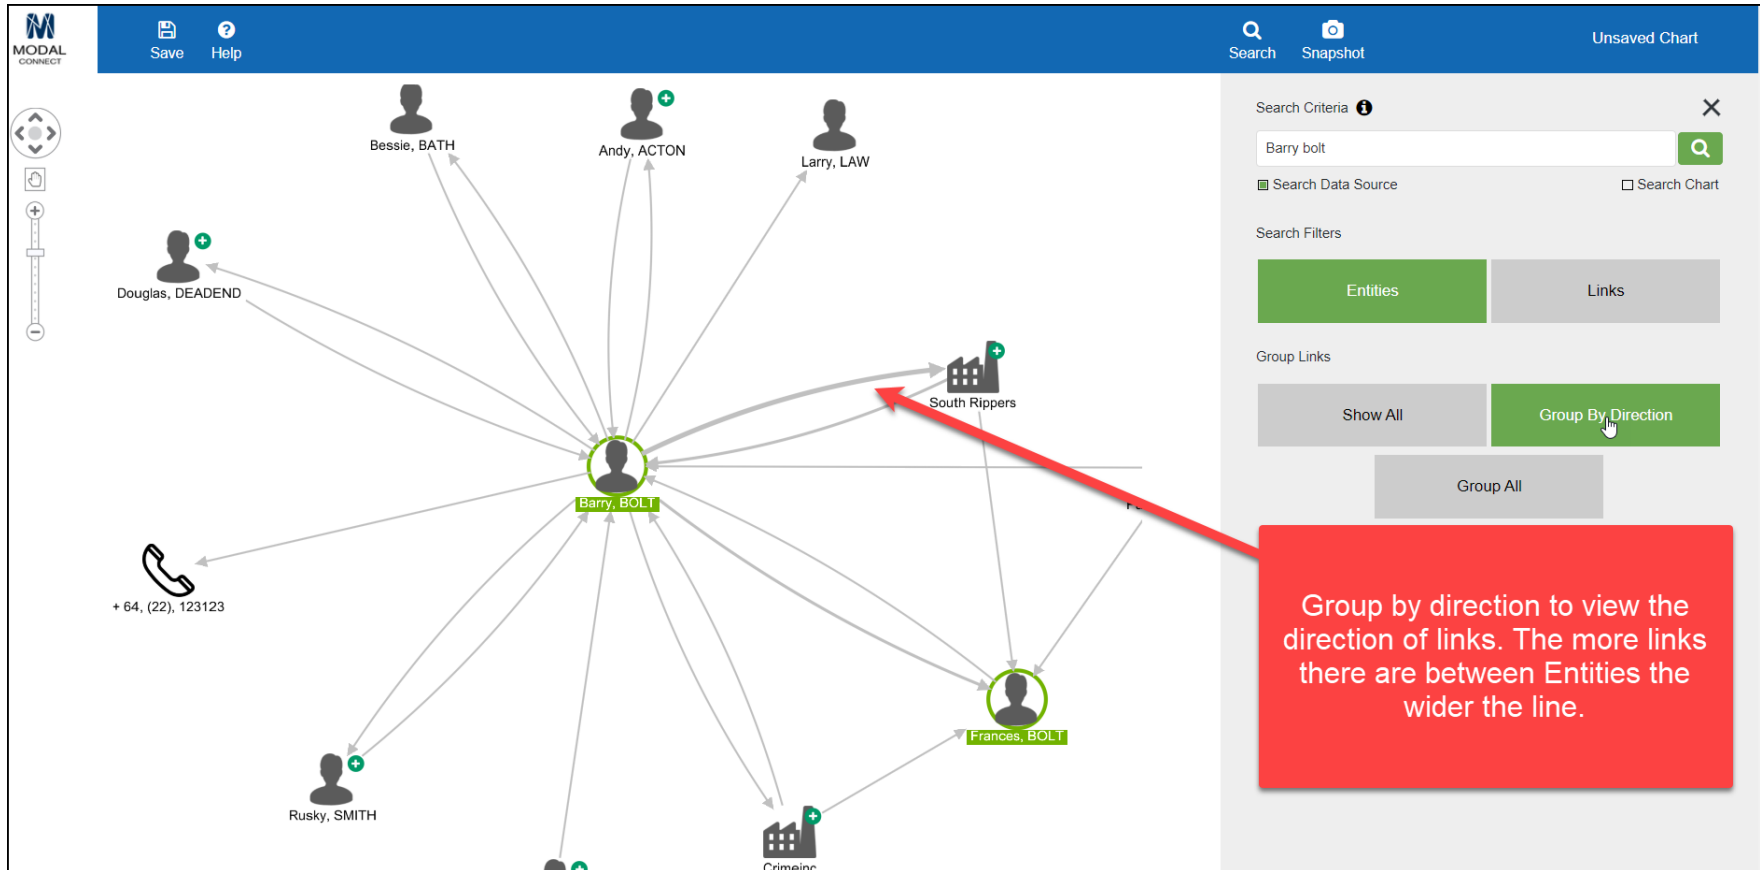 MODAL
CONNECT
Save
Help
Search
Snapshot
Unsaved Chart
Bessie, BATH
Andy, ACTON
Larry, LAW
Douglas, DEADEND
South Rippers
Barry, BOLT
+ 64, (22), 123123
Frances, BOLT
Rusky, SMITH
Crimeinc
Search Criteria
Barry bolt
Search Data Source
Search Chart
Search Filters
Entities
Links
Group Links
Show All
Group By Direction
Group All
Group by direction to view the
direction of links. The more links
there are between Entities the
wider the line.